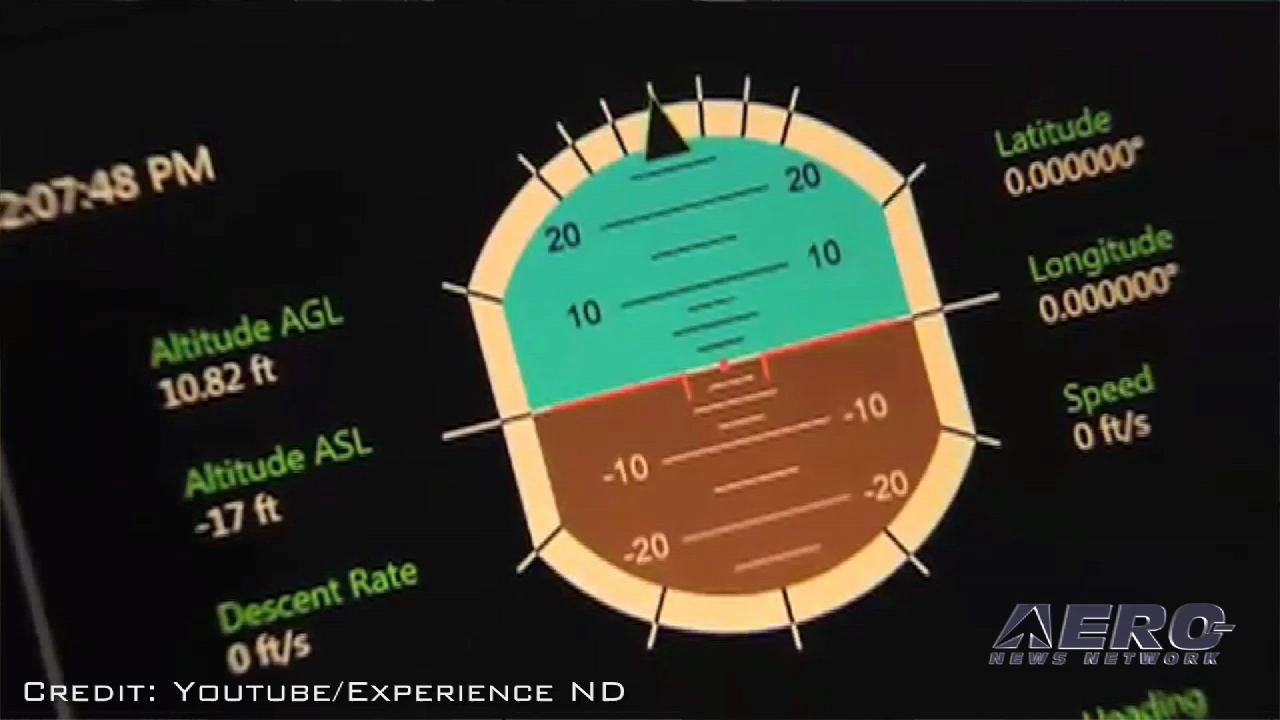 2:07:48 PM
Altitude AGL
10.82 ft
Altitude ASL
-17 ft
Descent Rate
0 ft/s
20
20
10
10
-10
-10
-20
-20
Latitude
0.000000°
Longitude
0.000000°
Speed
0 ft/s
Heading
AERO
NEWS NETWORK
CREDIT: YOUTUBE/EXPERIENCE ND